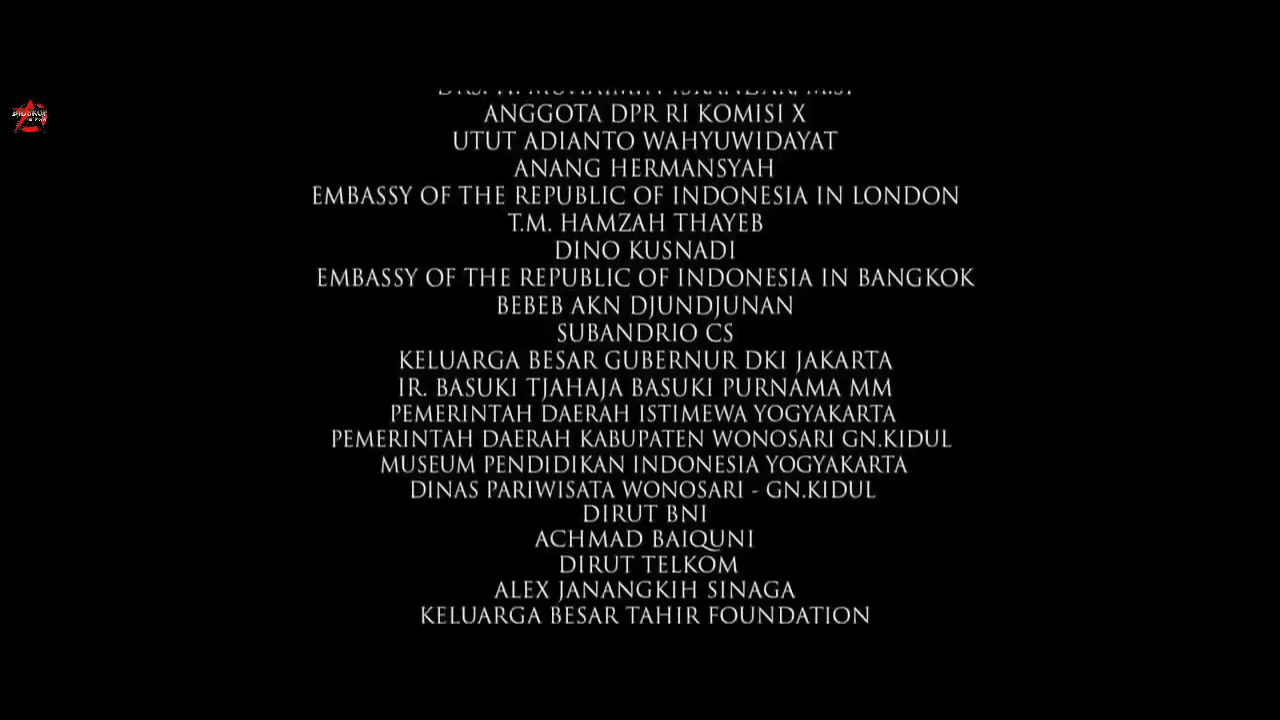 ANGGOTA DPR RI KOMISI X
UTUT ADIANTO WAHYUWIDAYAT
ANANG HERMANSYAH
EMBASSY OF THE REPUBLIC OF INDONESIA IN LONDON
T.M. HAMZAH THAYEB
DINO KUSNADI
EMBASSY OF THE REPUBLIC OF INDONESIA IN BANGKOK
BEBEB AKN DJUNDJUNAN
SUBANDRIO CS
KELUARGA BESAR GUBERNUR DKI JAKARTA
IR. BASUKI TJAHAJA BASUKI PURNAMA MM
PEMERINTAH DAERAH ISTIMEWA YOGYAKARTA
PEMERINTAH DAERAH KABUPATEN WONOSARI GN.KIDUL
MUSEUM PENDIDIKAN INDONESIA YOGYAKARTA
DINAS PARIWISATA WONOSARI - GN.KIDUL
DIRUT BNI
ACHMAD BAIQUNI
DIRUT TELKOM
ALEX JANANGKIH SINAGA
KELUARGA BESAR TAHIR FOUNDATION